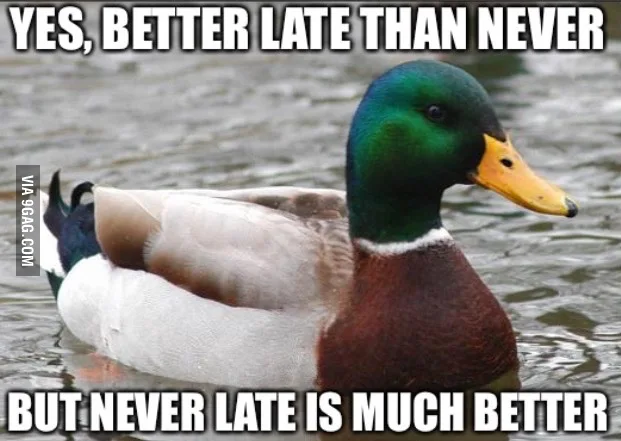 YES, BETTER LATE THAN NEVER
VIA 9GAG.COM
BUT NEVER LATE IS MUCH BETTER